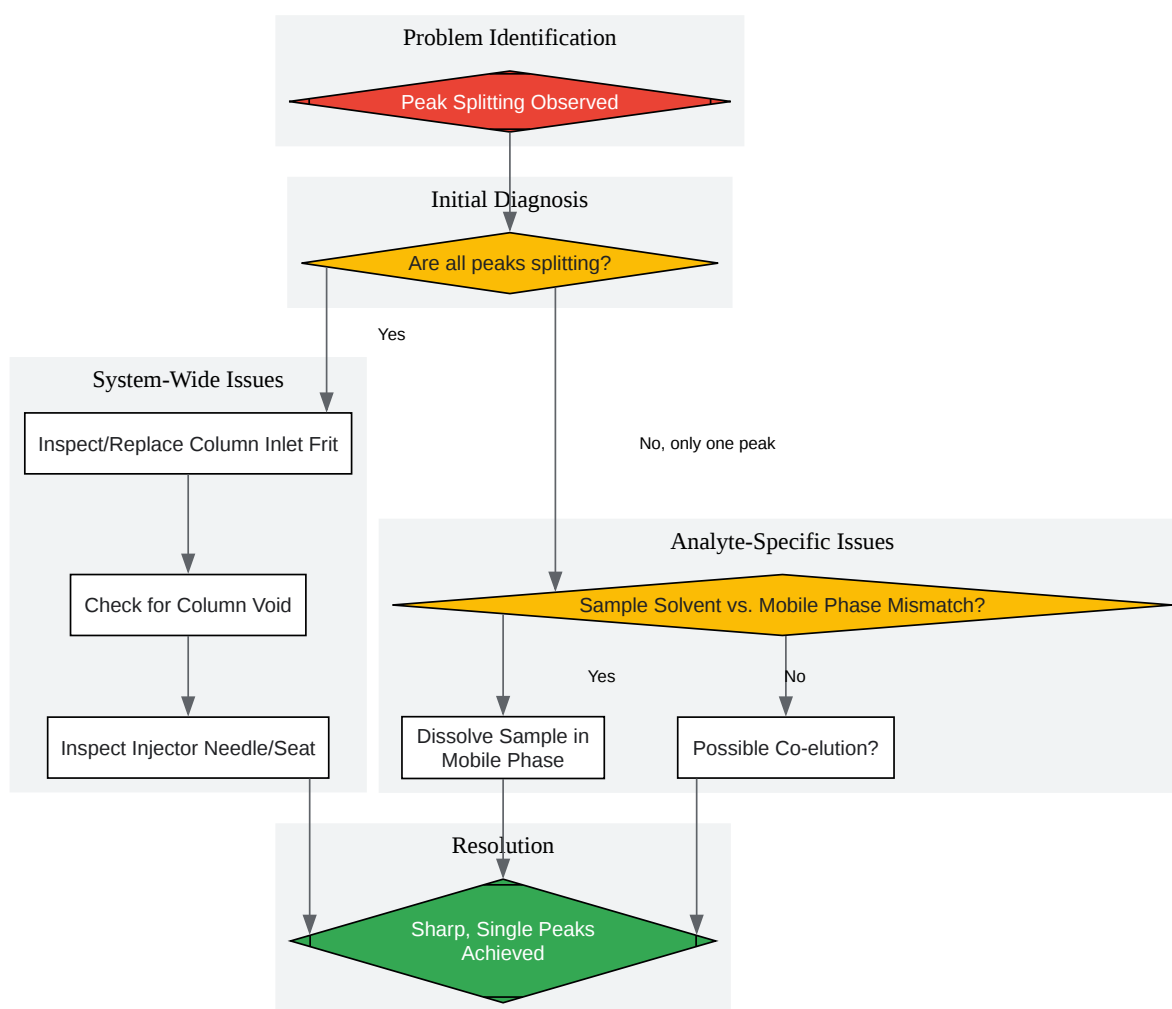 Problem Identification
Peak Splitting Observed
Initial Diagnosis
Are all peaks splitting?
Yes
System-Wide Issues
Inspect/Replace Column Inlet Frit
No, only one peak
Analyte-Specific Issues
Check for Column Void
Sample Solvent vs. Mobile Phase Mismatch?
Yes
No
Inspect Injector Needle/Seat
Dissolve Sample in
Mobile Phase
Possible Co-elution?
Resolution
Sharp, Single Peaks
Achieved